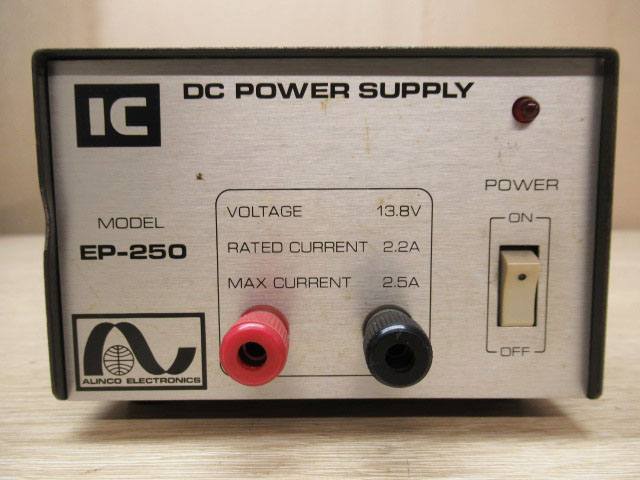 IC
DC POWER SUPPLY
POWER
ON
OFF
MODEL
EP-250
VOLTAGE 13.8V
RATED CURRENT 2.2A
MAX CURRENT 2.5A
ALINCO ELECTRONICS